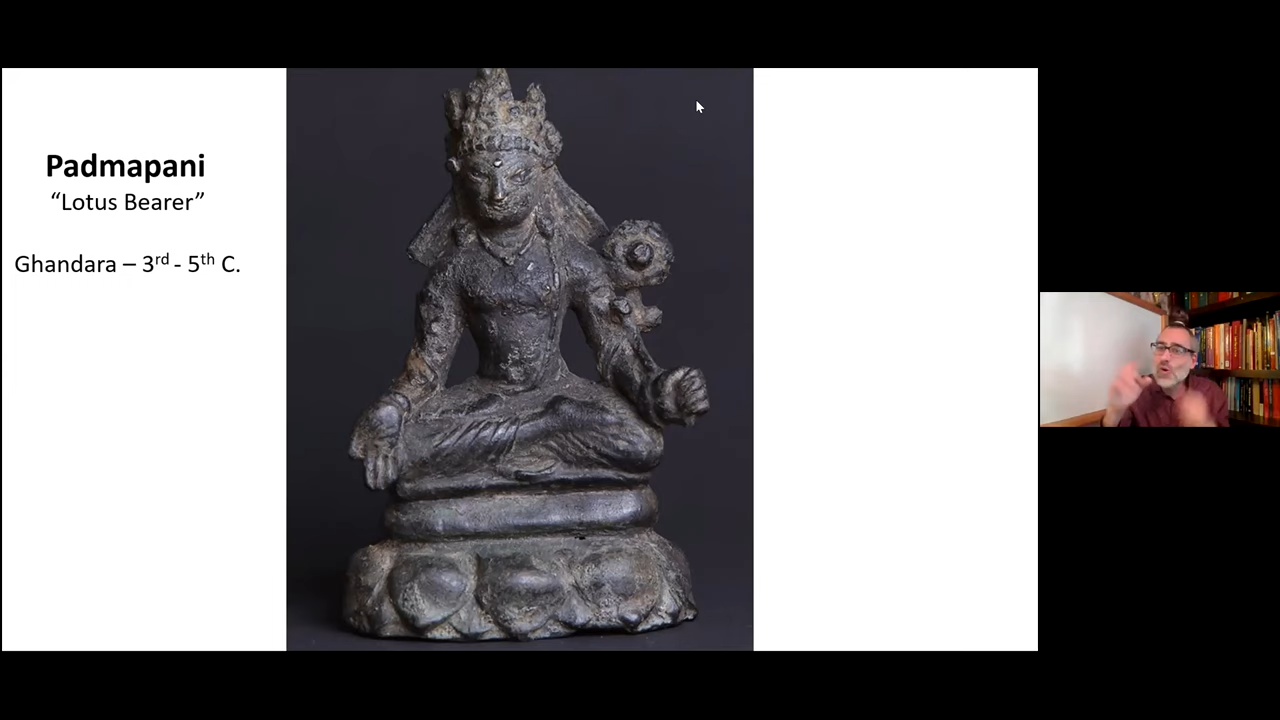 Padmapani
“Lotus Bearer”
Ghandara – 3rd - 5th C.